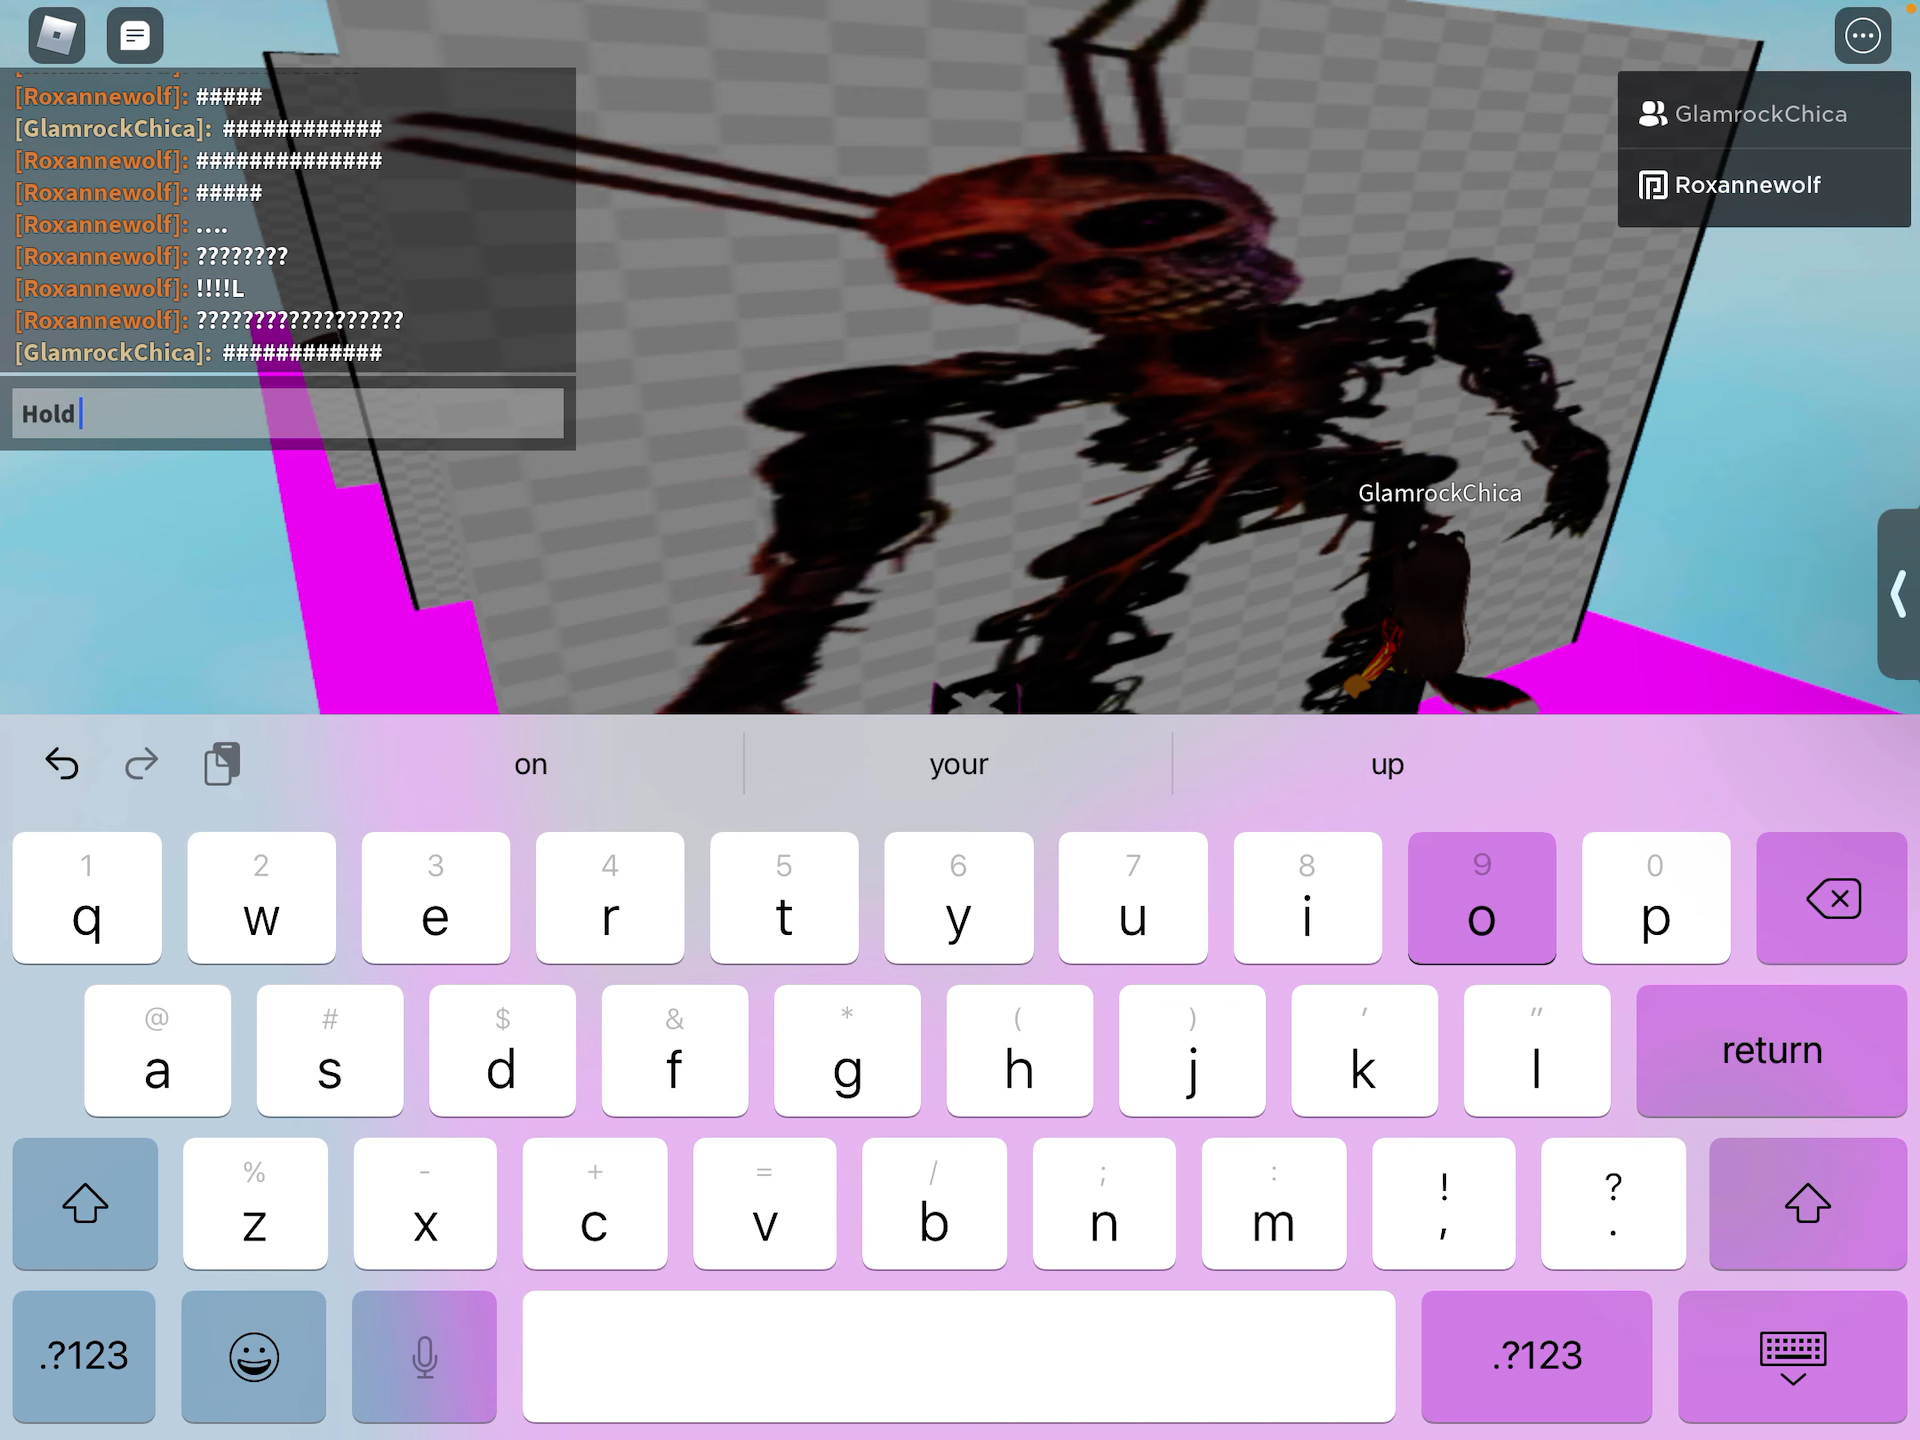 [Roxannewolf]: #####
[GlamrockChica]: ############
[Roxannewolf]: ##############
[Roxannewolf]: #####
[Roxannewolf]: ....
[Roxannewolf]: ????????
[Roxannewolf]: !!!!L
[Roxannewolf]: ?????????????????
[GlamrockChica]: ############
Hold
GlamrockChica
Roxannewolf
GlamrockChica
on your up
1 2 3 4 5 6 7 8 9 0
q w e r t y u i o p
@ # $ & * ( ) ' "
a s d f g h j k l return
% - + = / ; : ! ?
z x c v b n m , .
.?123 .?123